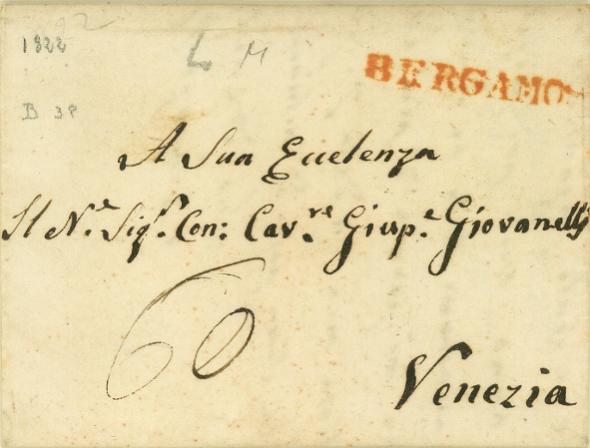 1822
L M
BERGAMO
B 38
A Sua Eccelenza
Il N.e Sig.r Con: Cav.re Giusp.e Giovanelli
60
Venezia